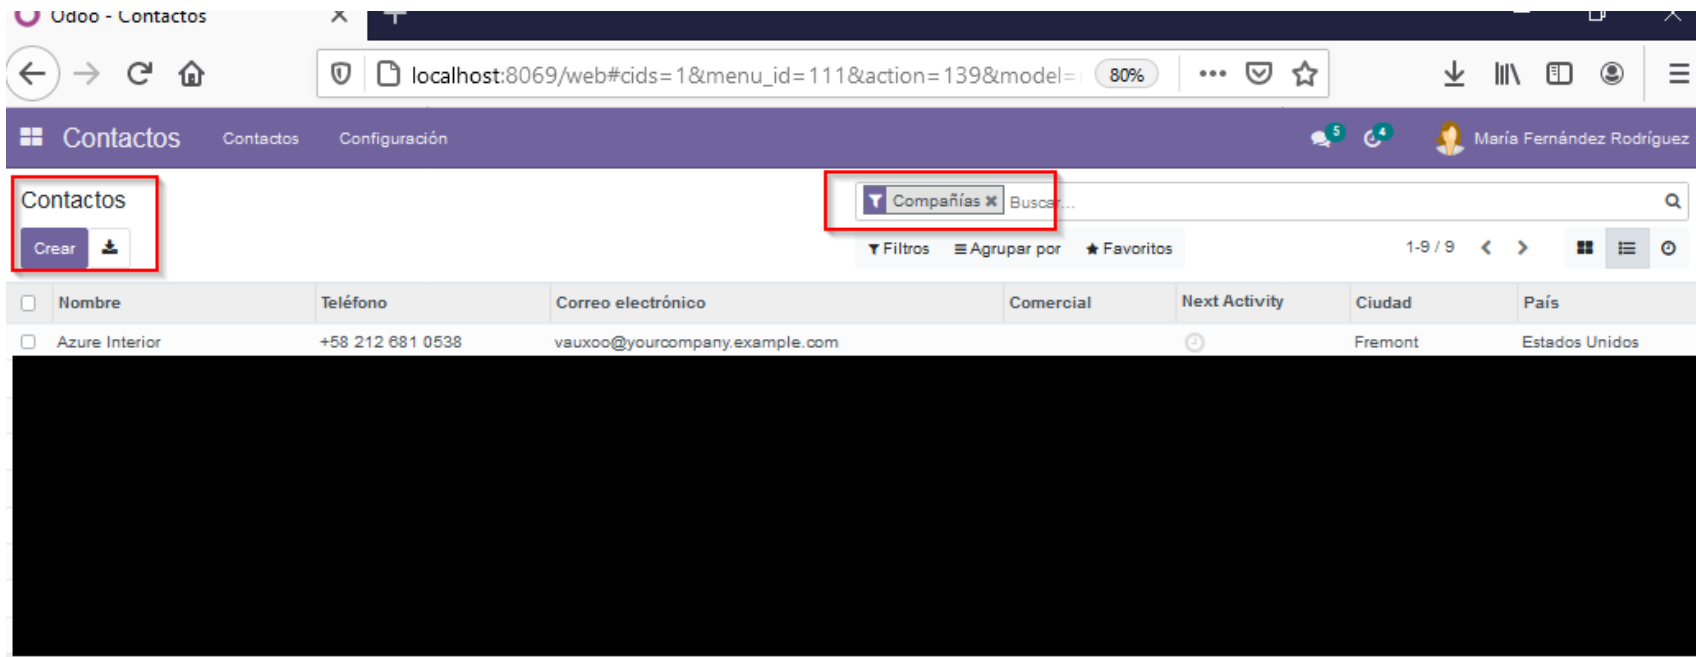 Odoo - Contactos
localhost:8069/web#cids=1&menu_id=111&action=139&model= 80%
Contactos Contactos Configuración 5 4 María Fernández Rodríguez
Contactos
Compañías Buscar...
Crear
Filtros Agrupar por Favoritos 1-9 / 9
Nombre Teléfono Correo electrónico Comercial Next Activity Ciudad País
Azure Interior +58 212 681 0538 vauxoo@yourcompany.example.com Fremont Estados Unidos